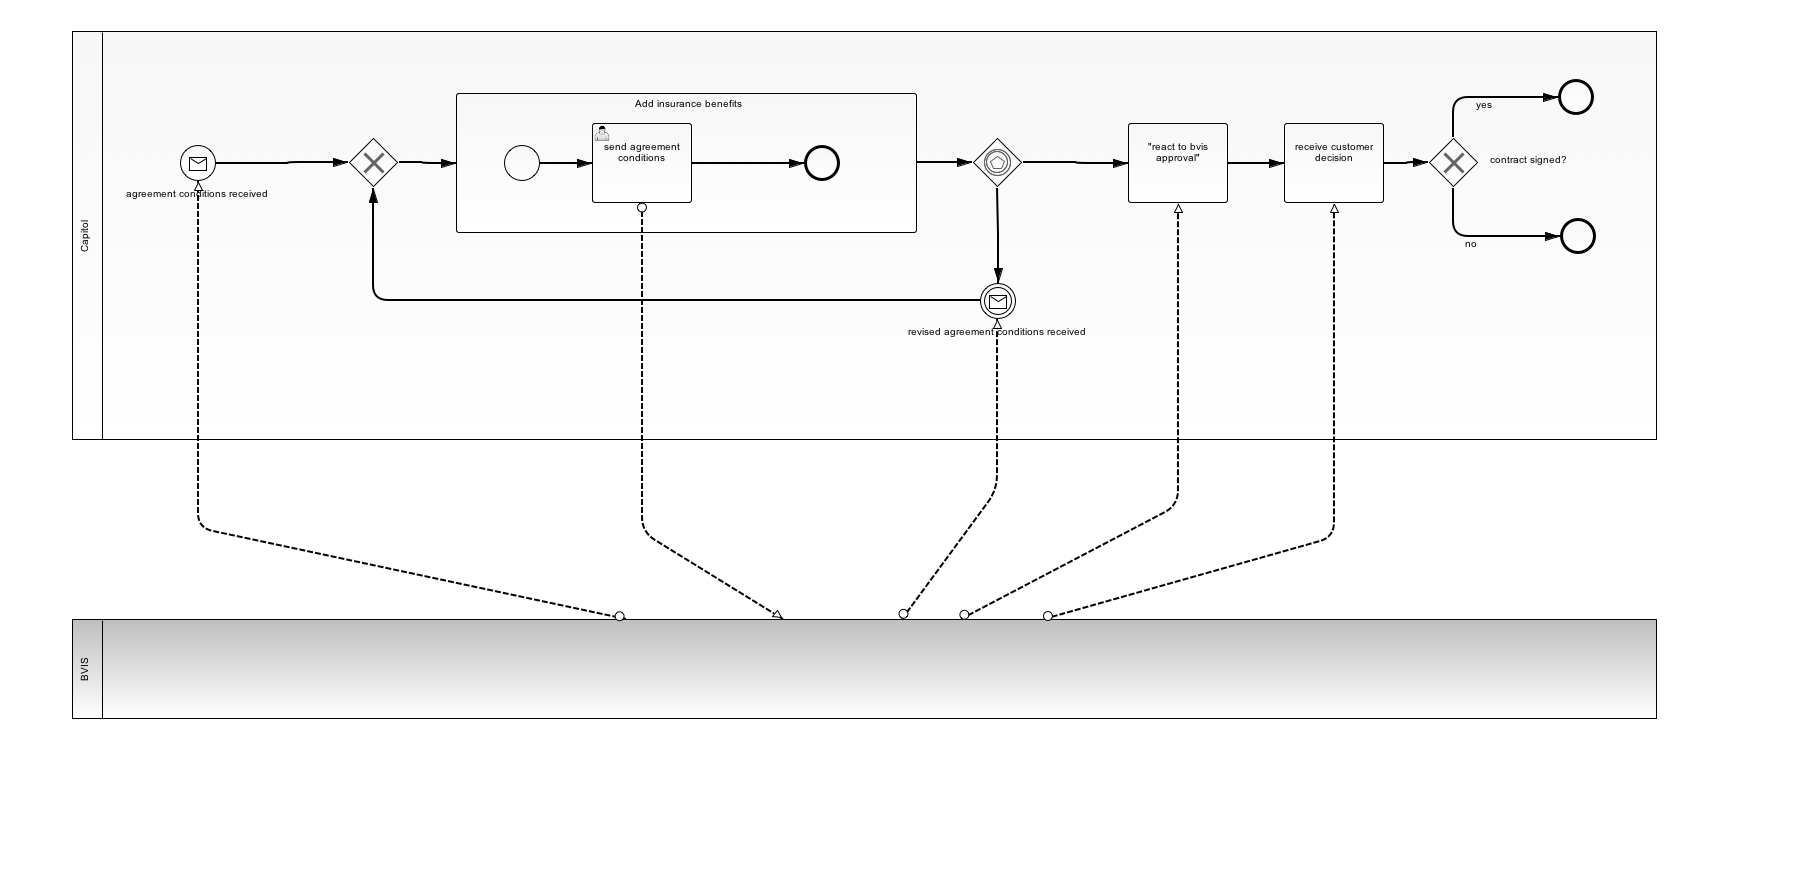 Capitol
agreement conditions received
Add insurance benefits
send agreement
conditions
revised agreement conditions received
"react to bvis
approval"
receive customer
decision
contract signed?
yes
no
BVIS